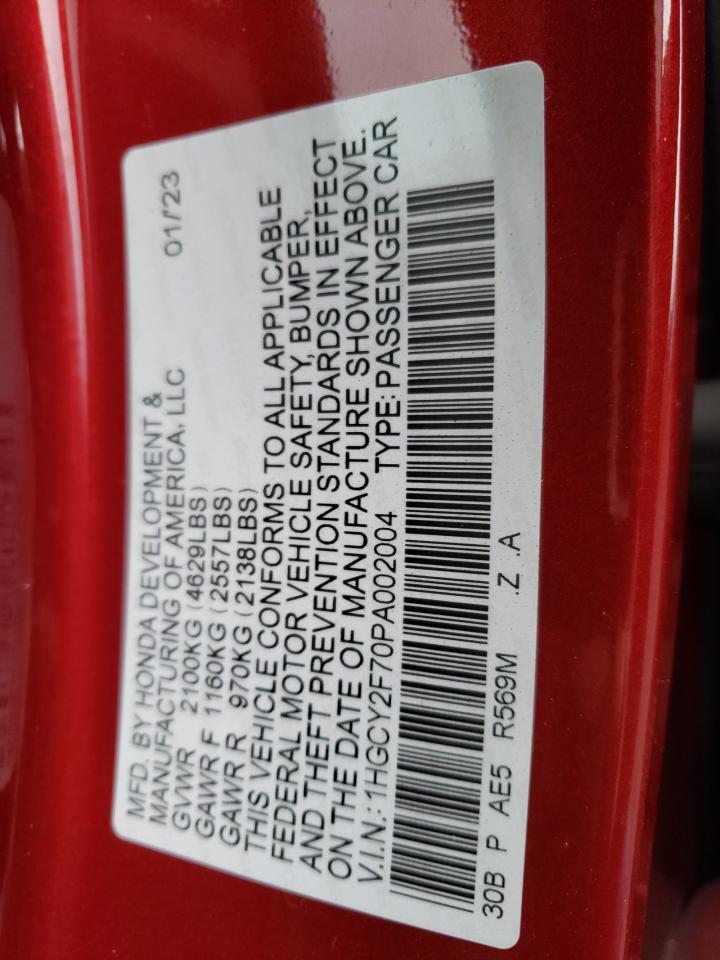 MFD. BY HONDA DEVELOPMENT &
MANUFACTURING OF AMERICA, LLC 01/'23
GVWR 2100KG (4629LBS)
GAWR F 1160KG (2557LBS)
GAWR R 970KG (2138LBS)
THIS VEHICLE CONFORMS TO ALL APPLICABLE
FEDERAL MOTOR VEHICLE SAFETY, BUMPER,
AND THEFT PREVENTION STANDARDS IN EFFECT
ON THE DATE OF MANUFACTURE SHOWN ABOVE.
V.I.N.: 1HGCY2F70PA002004 TYPE: PASSENGER CAR
30B P AE5 R569M .Z .A